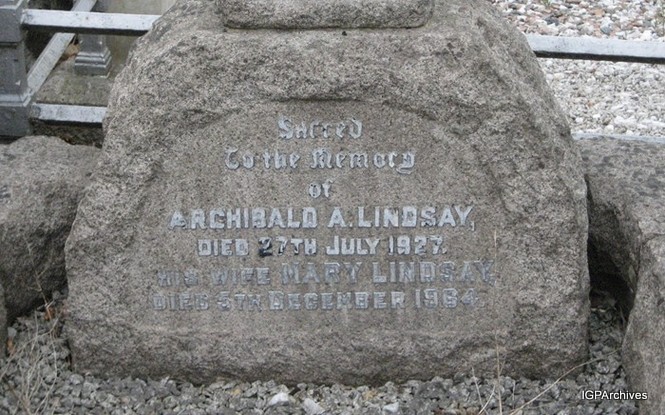 Sacred
To the Memory
of
ARCHIBALD A. LINDSAY,
DIED 27TH JULY 1927.
HIS WIFE MARY LINDSAY,
DIED 5TH DECEMBER 1964.
IGPArchives